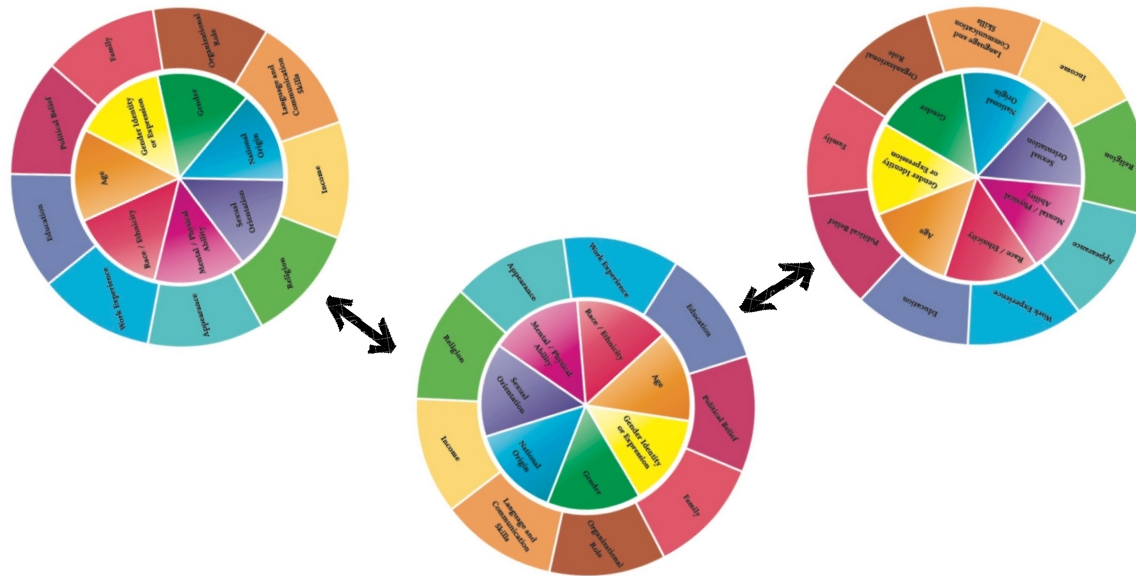 Family
Organizational
Role
Language and
Communication
Skills
Income
Religion
Appearance
Work Experience
Education
Political Belief
Gender
National
Origin
Sexual
Orientation
Mental / Physical
Ability
Race / Ethnicity
Age
Gender Identity
or Expression
Appearance
Work Experience
Education
Political Belief
Family
Organizational
Role
Language and
Communication
Skills
Income
Religion
Mental / Physical
Ability
Race / Ethnicity
Age
Gender Identity
or Expression
Gender
National
Origin
Sexual
Orientation
Language and
Communication
Skills
Income
Religion
Appearance
Work Experience
Education
Political Belief
Family
Organizational
Role
National
Origin
Sexual
Orientation
Mental / Physical
Ability
Race / Ethnicity
Age
Gender Identity
or Expression
Gender